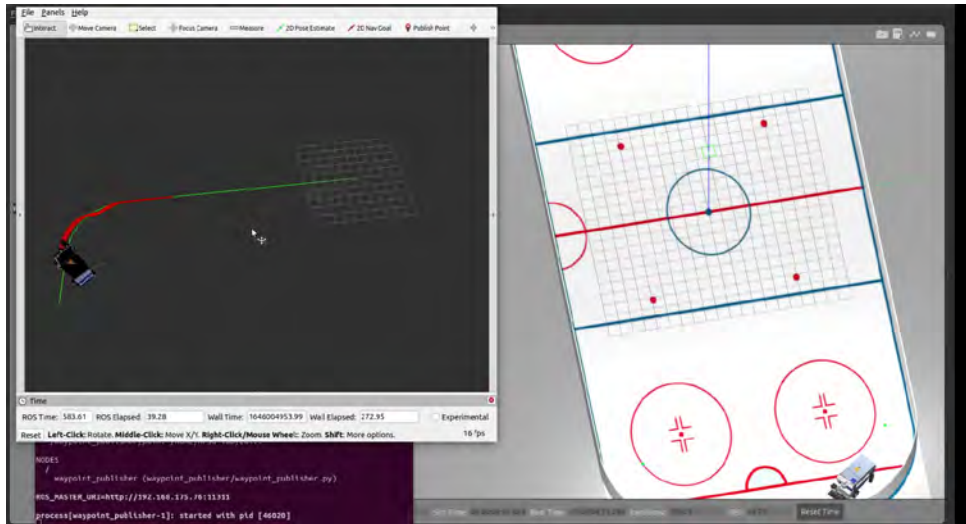 File Panels Help
Interact Move Camera Select Focus Camera Measure 2D Pose Estimate 2D Nav Goal Publish Point
Time
ROS Time: 583.61 ROS Elapsed: 39.28 Wall Time: 1646004953.99 Wall Elapsed: 272.95 Experimental
Reset Left-Click: Rotate. Middle-Click: Move X/Y. Right-Click/Mouse Wheel: Zoom. Shift: More options. 16 fps
NODES
/
waypoint_publisher (waypoint_publisher/waypoint_publisher.py)
ROS_MASTER_URI=http://192.168.175.76:11311
process[waypoint_publisher-1]: started with pid [46020]
Reset Time